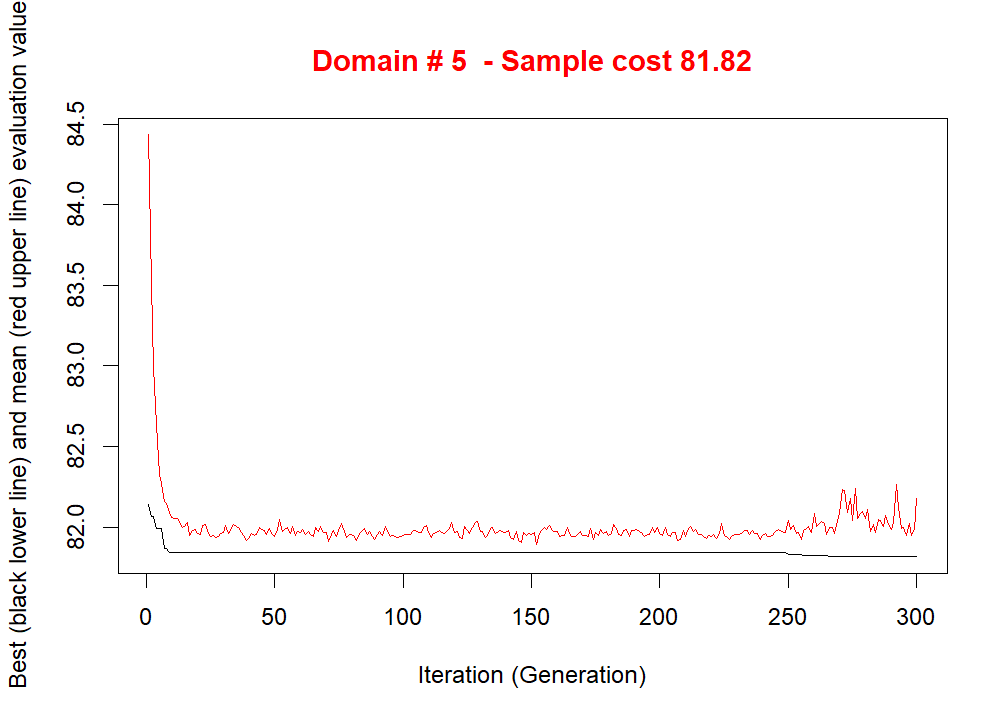 Domain # 5  - Sample cost 81.82
Best (black lower line) and mean (red upper line) evaluation value
84.5
84.0
83.5
83.0
82.5
82.0
0 50 100 150 200 250 300
Iteration (Generation)